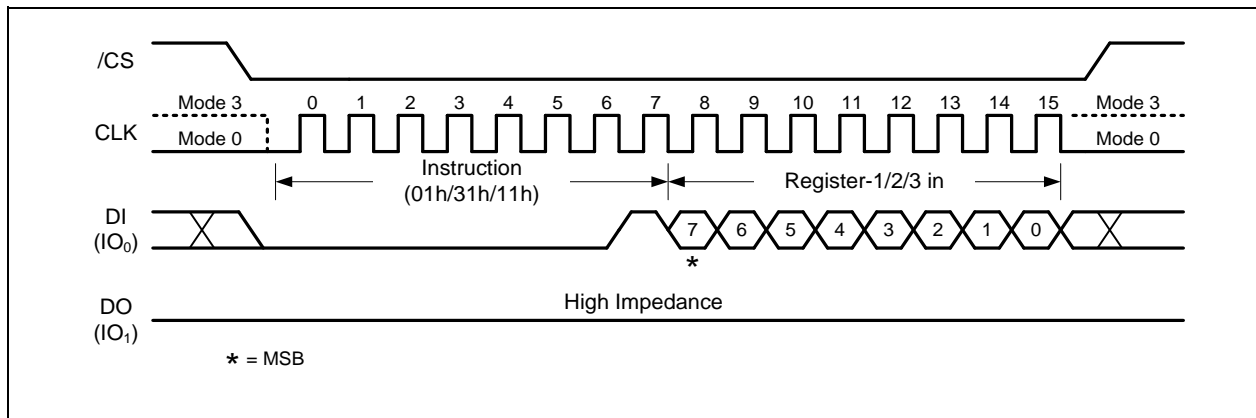 /CS
Mode 3 0 1 2 3 4 5 6 7 8 9 10 11 12 13 14 15 Mode 3
CLK Mode 0 Mode 0
Instruction
(01h/31h/11h)
Register-1/2/3 in
DI
(IO₀)
7 6 5 4 3 2 1 0
*
High Impedance
DO
(IO₁)
* = MSB